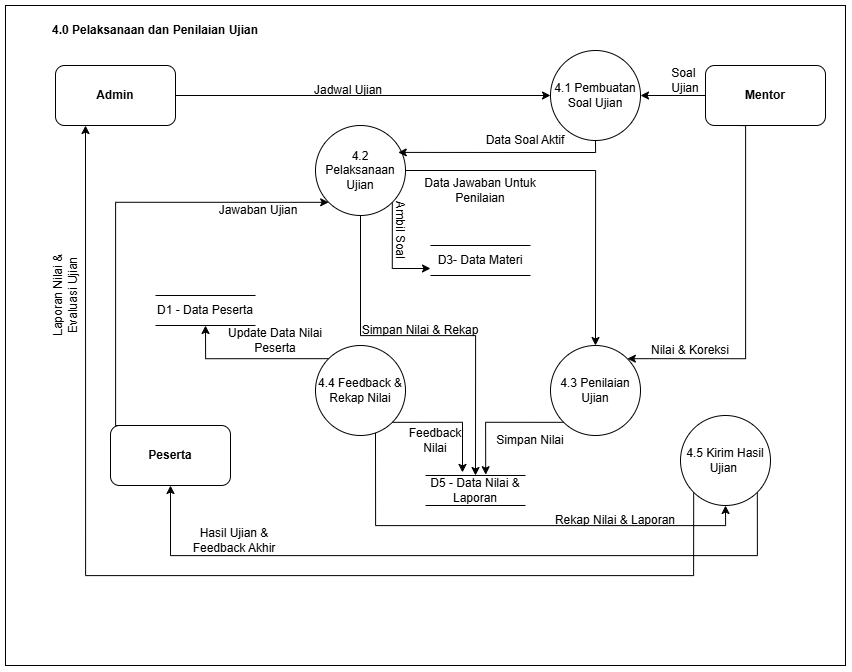 4.0 Pelaksanaan dan Penilaian Ujian
Admin
Jadwal Ujian
4.1 Pembuatan
Soal Ujian
Soal
Ujian
Mentor
Data Soal Aktif
4.2
Pelaksanaan
Ujian
Data Jawaban Untuk
Penilaian
Jawaban Ujian
Ambil Soal
D3- Data Materi
Laporan Nilai &
Evaluasi Ujian
D1 - Data Peserta
Update Data Nilai
Peserta
Simpan Nilai & Rekap
Nilai & Koreksi
4.4 Feedback &
Rekap Nilai
4.3 Penilaian
Ujian
Peserta
Feedback
Nilai
Simpan Nilai
4.5 Kirim Hasil
Ujian
D5 - Data Nilai &
Laporan
Rekap Nilai & Laporan
Hasil Ujian &
Feedback Akhir